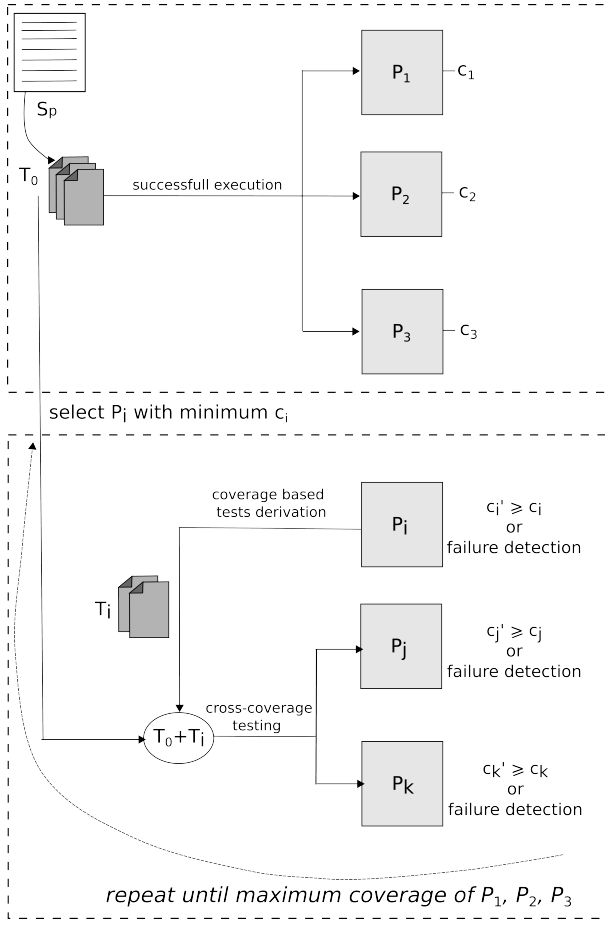 Sp
T₀
successfull execution
P₁
c₁
P₂
c₂
P₃
c₃
select Pi with minimum ci
coverage based
tests derivation
Pi
ci' ⩾ ci
or
failure detection
Ti
Pj
cj' ⩾ cj
or
failure detection
cross-coverage
testing
T₀+Ti
Pk
ck' ⩾ ck
or
failure detection
repeat until maximum coverage of P₁, P₂, P₃